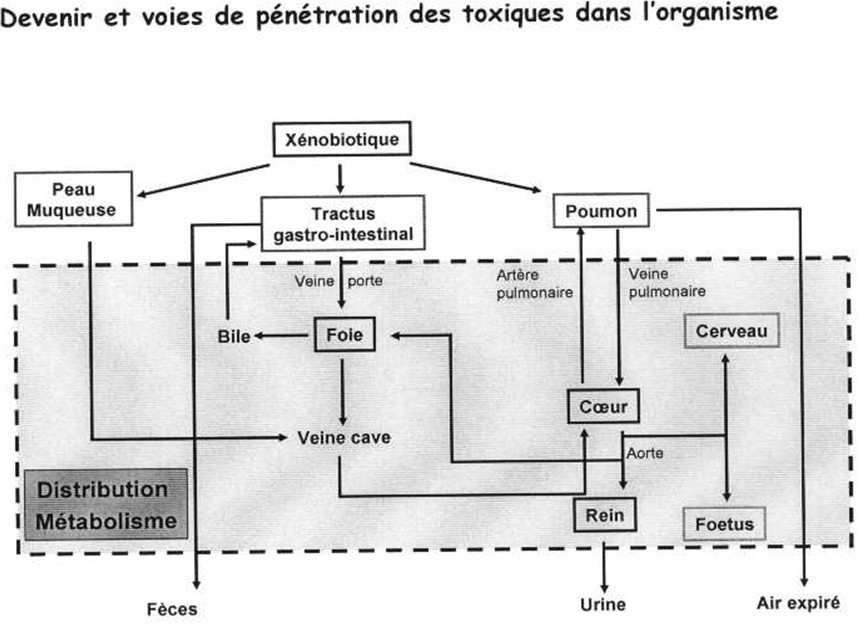 Devenir et voies de pénétration des toxiques dans l'organisme
Xénobiotique
Peau
Muqueuse
Tractus
gastro-intestinal
Poumon
Veine porte
Artère
pulmonaire
Veine
pulmonaire
Bile
Foie
Cerveau
Cœur
Veine cave
Aorte
Distribution
Métabolisme
Rein
Foetus
Fèces
Urine
Air expiré